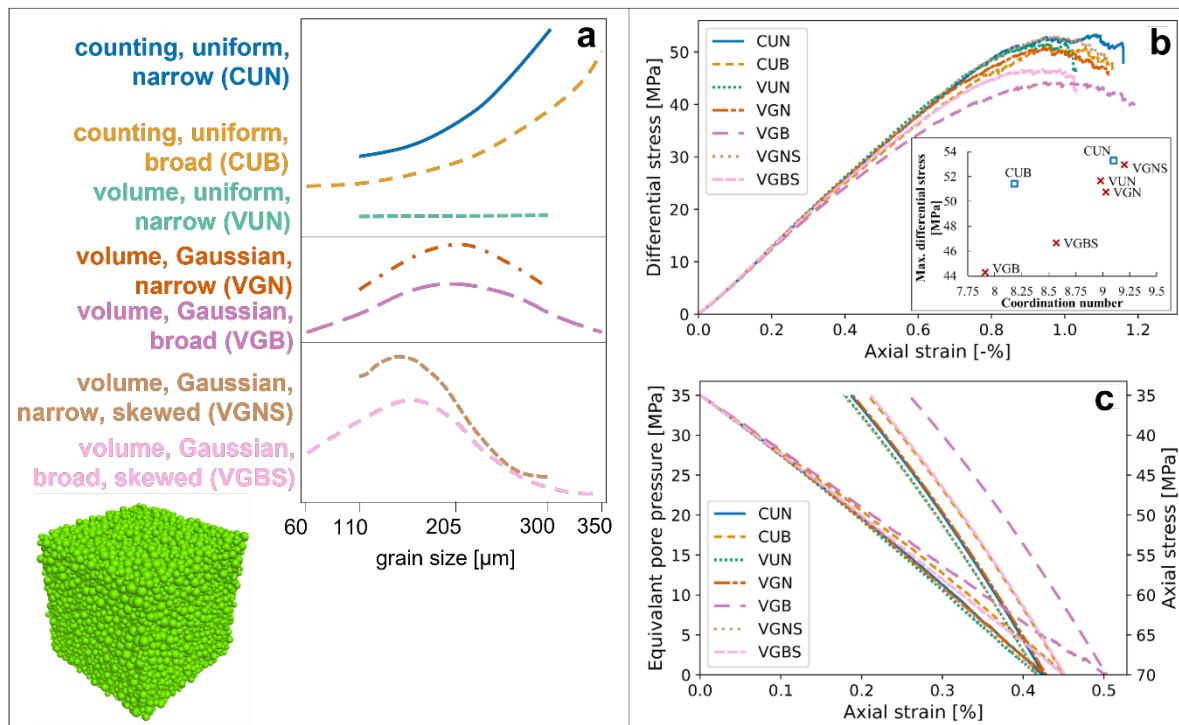 a
counting, uniform,
narrow (CUN)
counting, uniform,
broad (CUB)
volume, uniform,
narrow (VUN)
volume, Gaussian,
narrow (VGN)
volume, Gaussian,
broad (VGB)
volume, Gaussian,
narrow, skewed (VGNS)
volume, Gaussian,
broad, skewed (VGBS)
60 110 205 300 350
grain size [µm]
b
Differential stress [MPa]
50
40
30
20
10
0
0.0 0.2 0.4 0.6 0.8 1.0 1.2
Axial strain [-%]
CUN
CUB
VUN
VGN
VGB
VGNS
VGBS
Max. differential stress
[MPa]
54
52
50
48
46
44
CUN
VGNS
CUB
VUN
VGN
VGBS
VGB
7.75 8 8.25 8.5 8.75 9 9.25 9.5
Coordination number
c
Equivalant pore pressure [MPa]
35
30
25
20
15
10
5
0
0.0 0.1 0.2 0.3 0.4 0.5
Axial strain [%]
35
40
45
50
55
60
65
70
Axial stress [MPa]
CUN
CUB
VUN
VGN
VGB
VGNS
VGBS